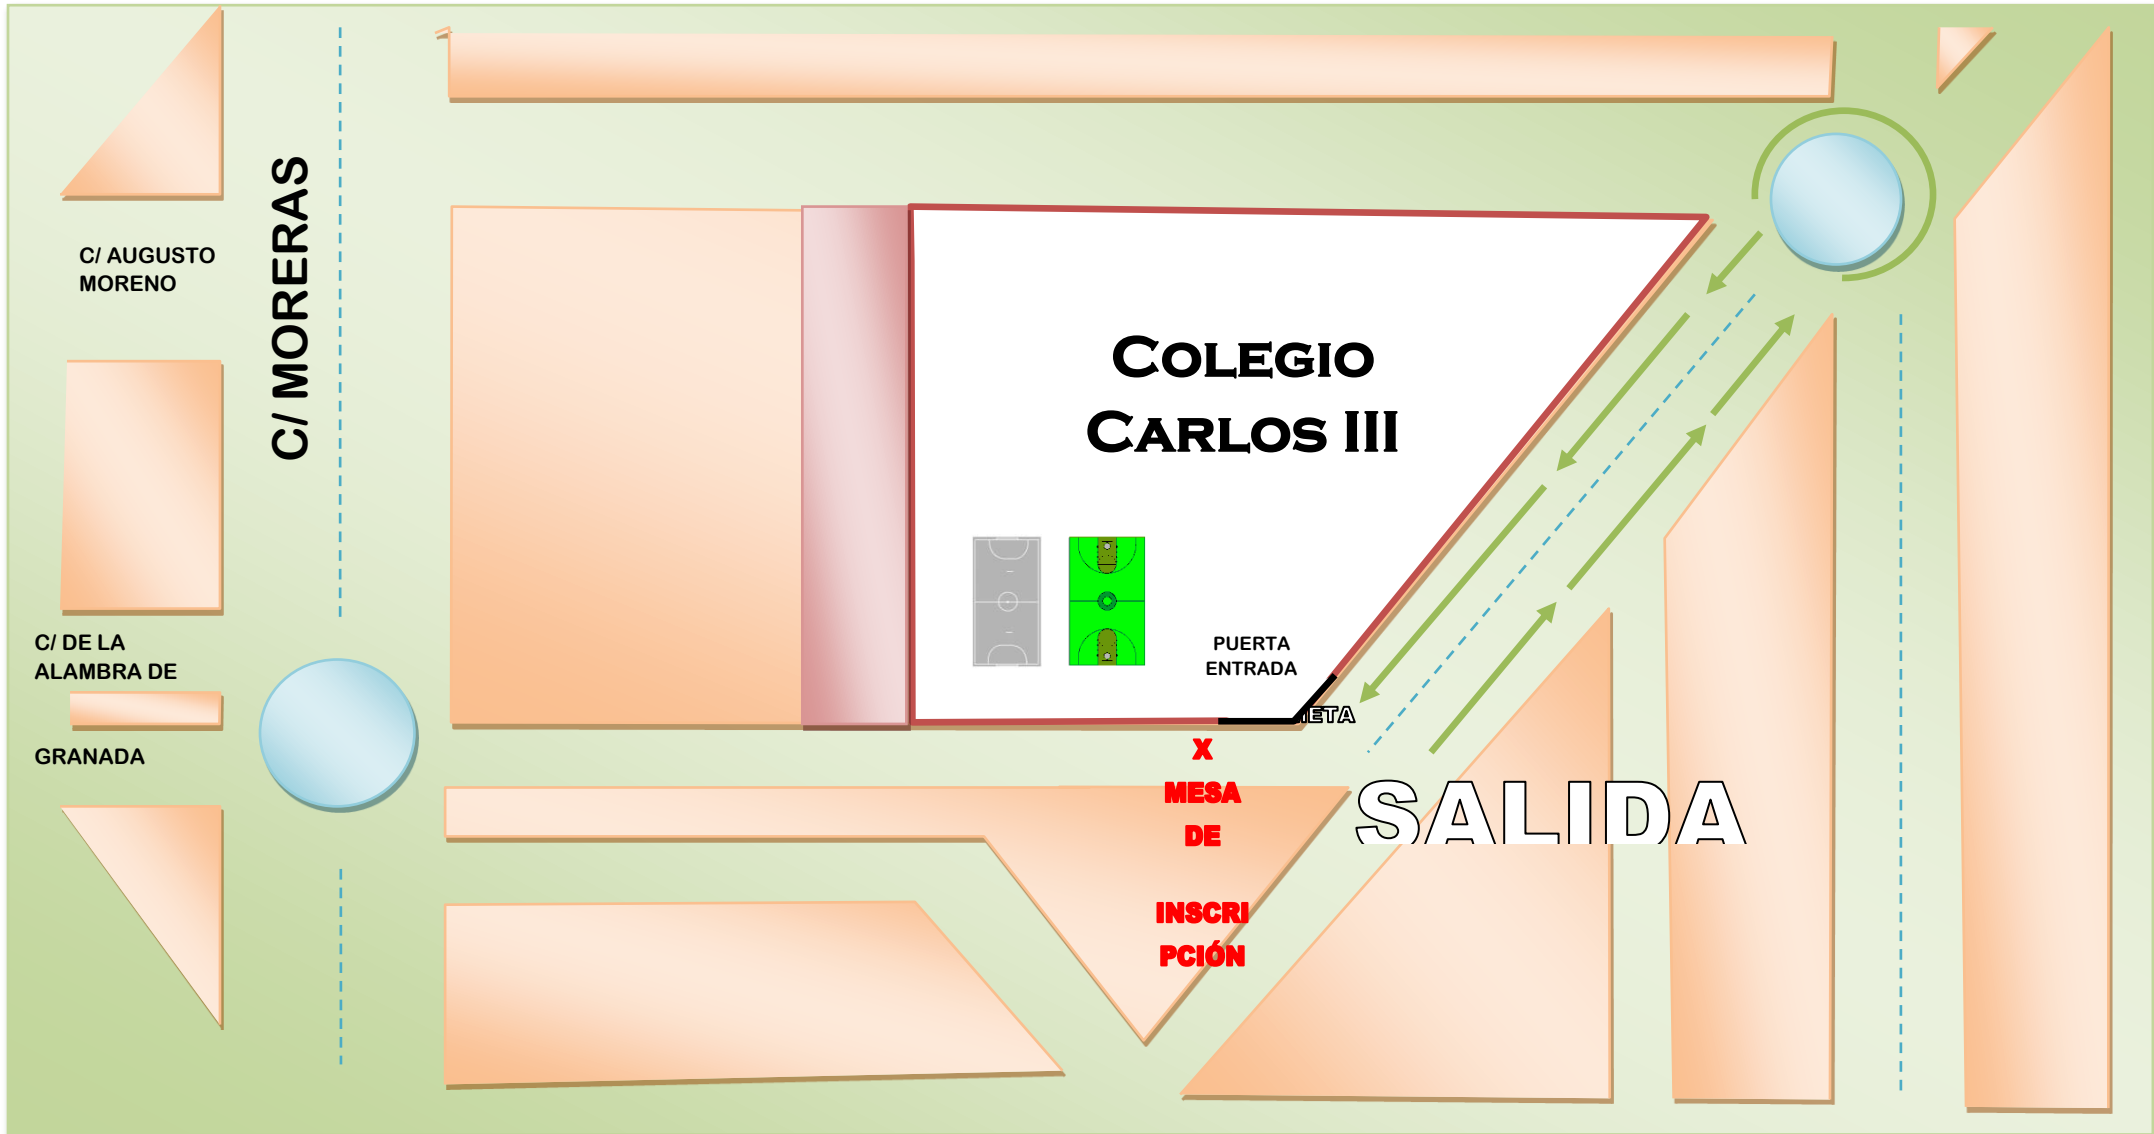 C/ AUGUSTO
MORENO
C/ MORERAS
COLEGIO
CARLOS III
PUERTA
ENTRADA
C/ DE LA
ALAMBRA DE
GRANADA
X
MESA
DE
INSCRI
PCIÓN
SALIDA